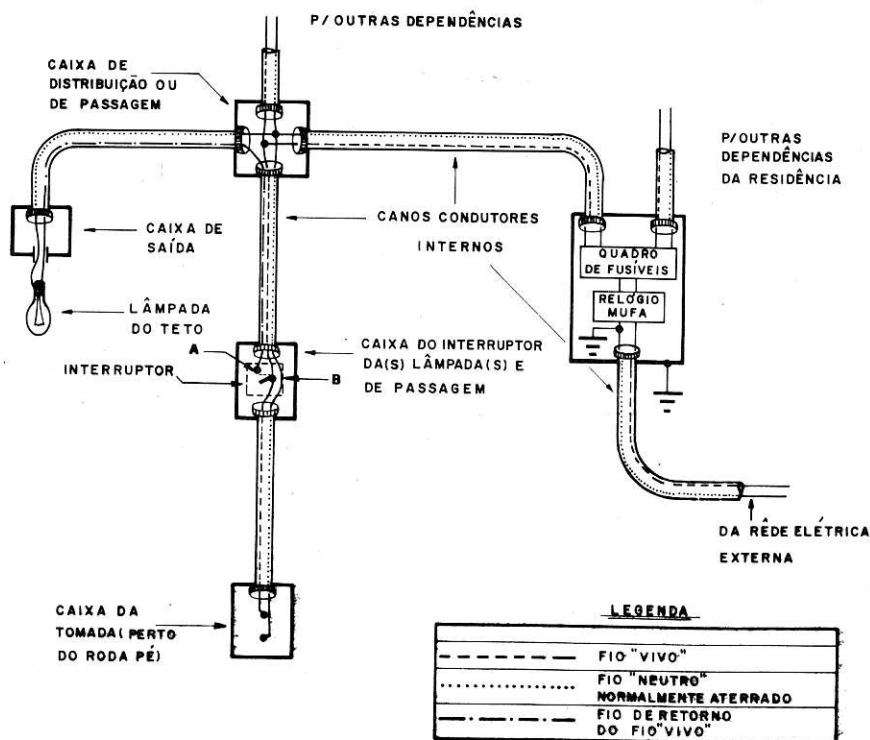 P/OUTRAS DEPENDÊNCIAS
CAIXA DE
DISTRIBUIÇÃO OU
DE PASSAGEM
P/OUTRAS
DEPENDÊNCIAS
DA RESIDÊNCIA
CAIXA DE
SAÍDA
CANOS CONDUTORES
INTERNOS
QUADRO
DE FUSÍVEIS
RELÓGIO
MUFA
LÂMPADA
DO TETO
A
INTERRUPTOR
B
CAIXA DO INTERRUPTOR
DA(S) LÂMPADA(S) E
DE PASSAGEM
DA RÊDE ELÉTRICA
EXTERNA
CAIXA DA
TOMADA (PERTO
DO RODA PÉ)
LEGENDA
FIO "VIVO"
FIO "NEUTRO"
NORMALMENTE ATERRADO
FIO DE RETORNO
DO FIO "VIVO"